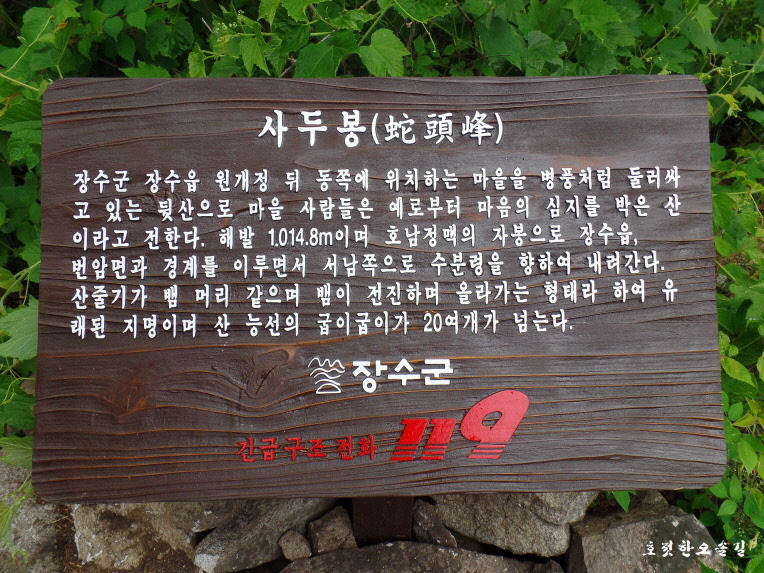 사두봉(蛇頭峰)
장수군 장수읍 원개정 뒤 동쪽에 위치하는 마을을 병풍처럼 둘러싸
고 있는 뒷산으로 마을 사람들은 예로부터 마음의 심지를 박은 산
이라고 전한다. 해발 1.014.8m이며 호남정맥의 자봉으로 장수읍,
번암면과 경계를 이루면서 서남쪽으로 수분령을 향하여 내려간다.
산줄기가 뱀 머리 같으며 뱀이 전진하며 올라가는 형태라 하여 유
래된 지명이며 산 능선의 굽이굽이가 20여개가 넘는다.
장수군
긴급구조전화 119
호젓한오솔길